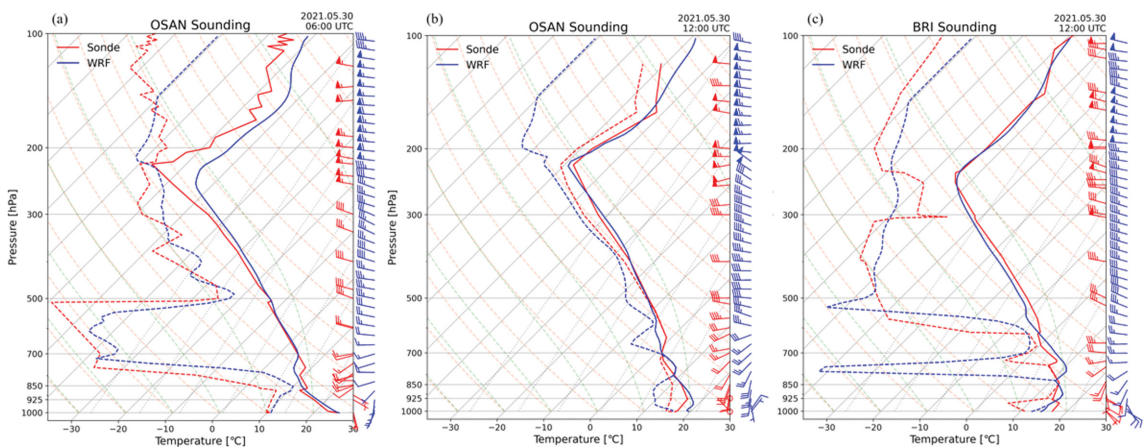 (a)
OSAN Sounding
2021.05.30
06:00 UTC
Sonde
WRF
Pressure [hPa]
100
200
300
500
700
850
925
1000
−30 −20 −10 0 10 20 30
Temperature [℃]
(b)
OSAN Sounding
2021.05.30
12:00 UTC
Sonde
WRF
Pressure [hPa]
100
200
300
500
700
850
925
1000
−30 −20 −10 0 10 20 30
Temperature [℃]
(c)
BRI Sounding
2021.05.30
12:00 UTC
Sonde
WRF
Pressure [hPa]
100
200
300
500
700
850
925
1000
−30 −20 −10 0 10 20 30
Temperature [℃]